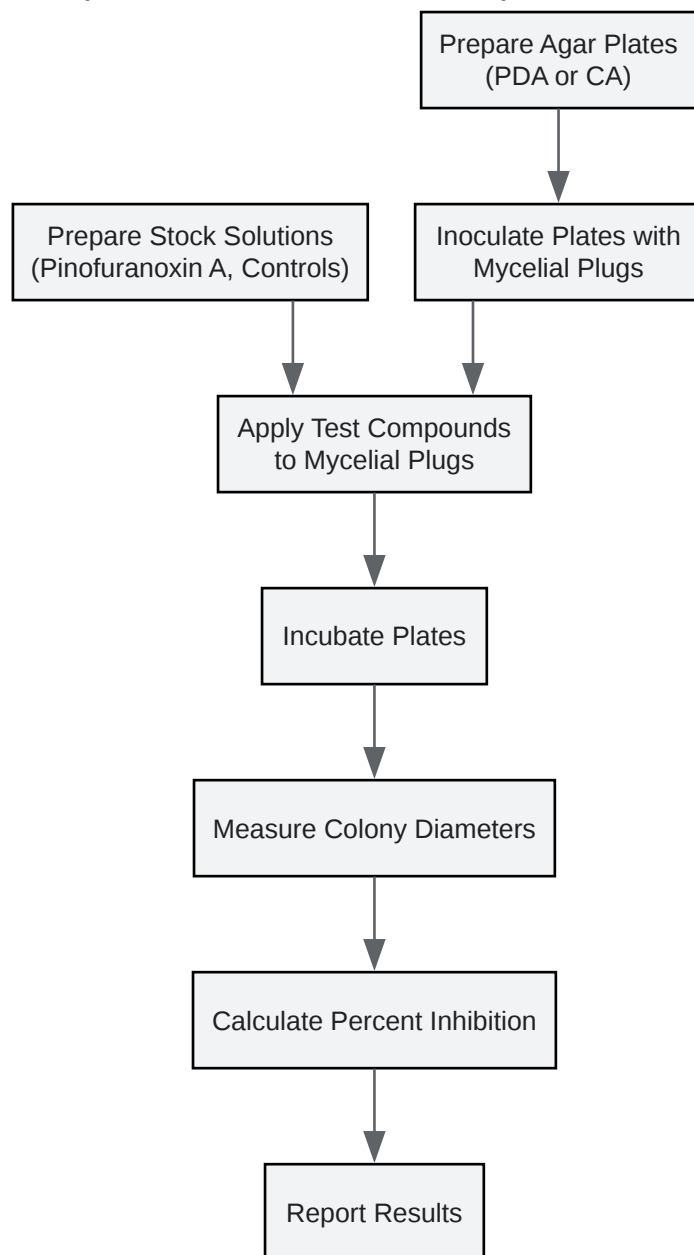 Prepare Agar Plates
(PDA or CA)
Prepare Stock Solutions
(Pinofuranoxin A, Controls)
Inoculate Plates with
Mycelial Plugs
Apply Test Compounds
to Mycelial Plugs
Incubate Plates
Measure Colony Diameters
Calculate Percent Inhibition
Report Results